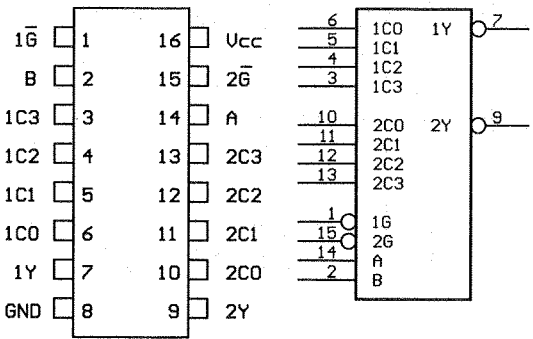 1G̅ 1 16 Vcc
B 2 15 2G̅
1C3 3 14 A
1C2 4 13 2C3
1C1 5 12 2C2
1C0 6 11 2C1
1Y 7 10 2C0
GND 8 9 2Y
6 1C0 1Y 7
5 1C1
4 1C2
3 1C3
10 2C0 2Y 9
11 2C1
12 2C2
13 2C3
1 1G
15 2G
14 A
2 B